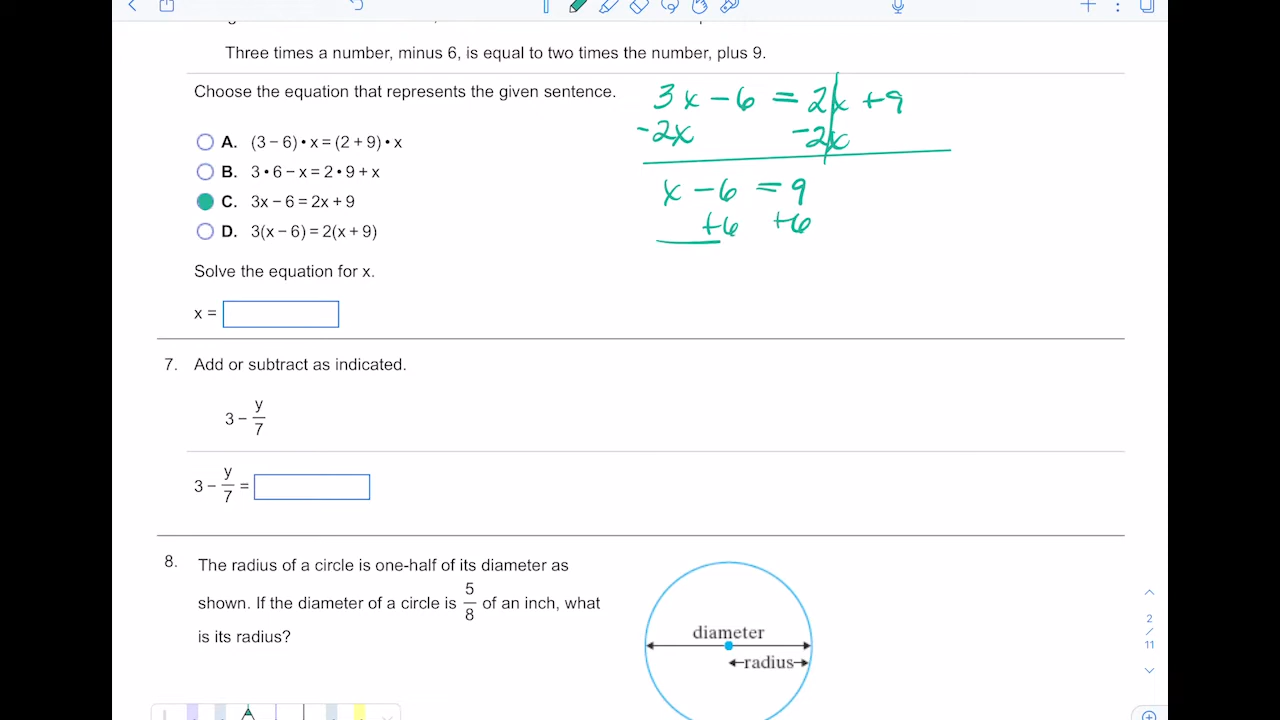 Three times a number, minus 6, is equal to two times the number, plus 9.
Choose the equation that represents the given sentence.
3x - 6 = 2x + 9
-2x -2x
A. (3 − 6) • x = (2 + 9) • x
B. 3 • 6 − x = 2 • 9 + x
x - 6 = 9
C. 3x − 6 = 2x + 9
+6 +6
D. 3(x − 6) = 2(x + 9)
Solve the equation for x.
x =
7. Add or subtract as indicated.
3 − y/7
3 − y/7 =
8. The radius of a circle is one-half of its diameter as
shown. If the diameter of a circle is 5/8 of an inch, what
is its radius?
diameter
radius
2
/
11